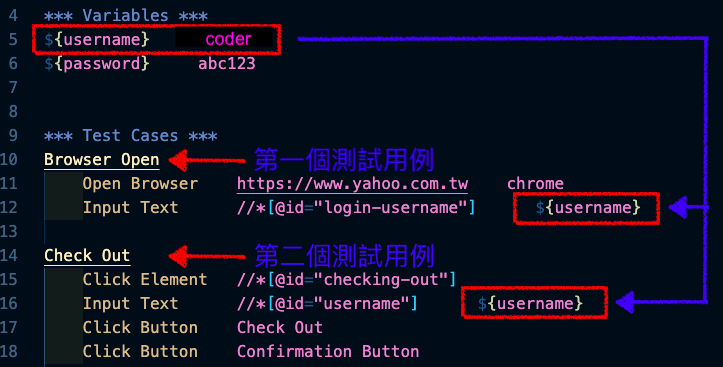 4 *** Variables ***
5 ${username} coder
6 ${password} abc123
7
8
9 *** Test Cases ***
10 Browser Open 第一個測試用例
11 Open Browser https://www.yahoo.com.tw chrome
12 Input Text //*[@id="login-username"] ${username}
13
14 Check Out 第二個測試用例
15 Click Element //*[@id="checking-out"]
16 Input Text //*[@id="username"] ${username}
17 Click Button Check Out
18 Click Button Confirmation Button